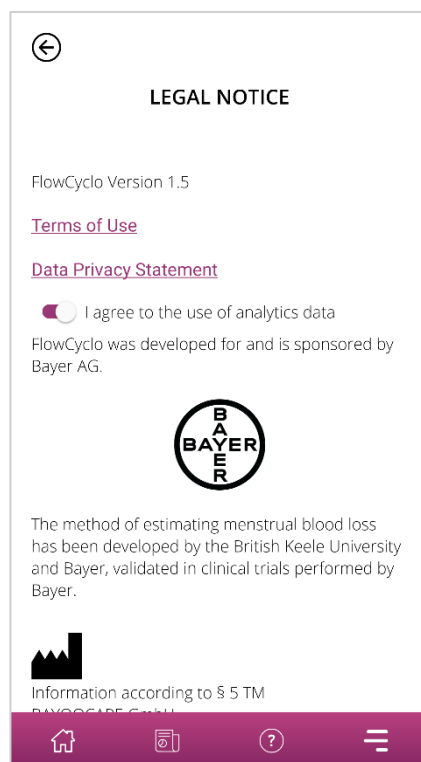 LEGAL NOTICE
FlowCyclo Version 1.5
Terms of Use
Data Privacy Statement
I agree to the use of analytics data
FlowCyclo was developed for and is sponsored by
Bayer AG.
BAYER
BAYER
The method of estimating menstrual blood loss
has been developed by the British Keele University
and Bayer, validated in clinical trials performed by
Bayer.
Information according to § 5 TM
BAYOOCARE GmbH
?